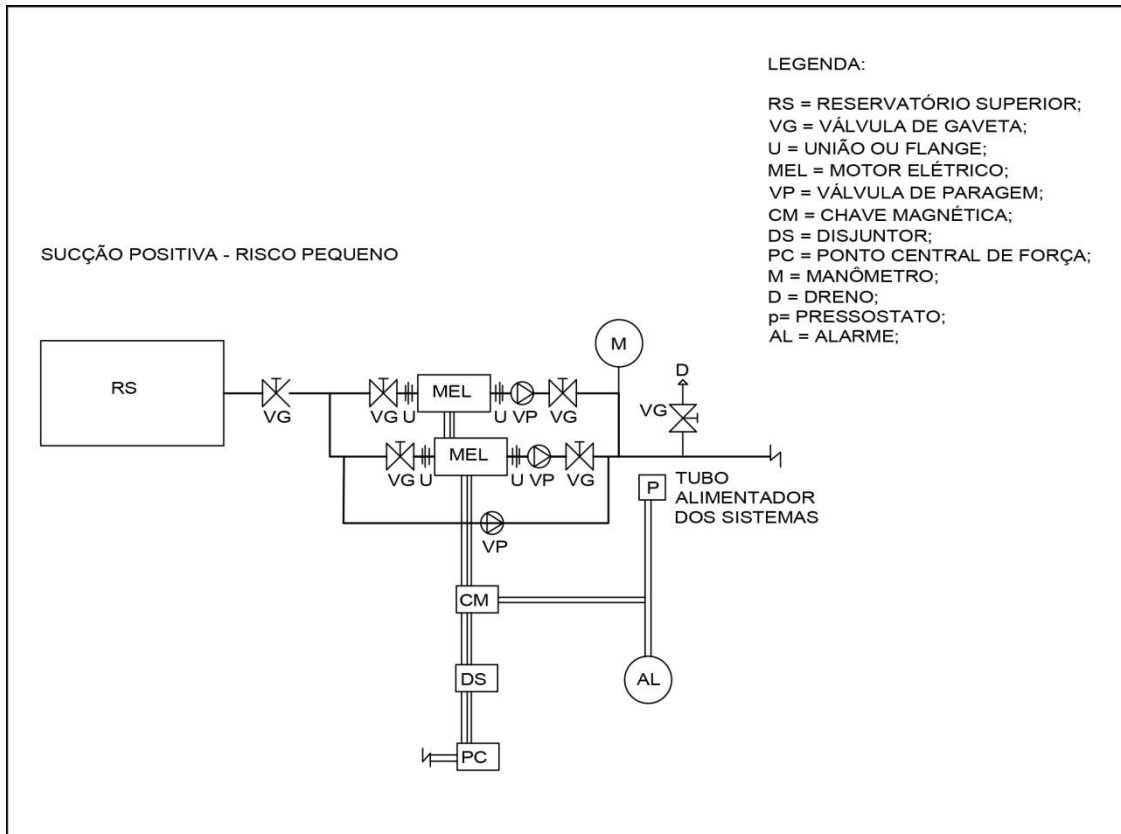 LEGENDA:
RS = RESERVATÓRIO SUPERIOR;
VG = VÁLVULA DE GAVETA;
U = UNIÃO OU FLANGE;
MEL = MOTOR ELÉTRICO;
VP = VÁLVULA DE PARAGEM;
CM = CHAVE MAGNÉTICA;
DS = DISJUNTOR;
PC = PONTO CENTRAL DE FORÇA;
M = MANÔMETRO;
D = DRENO;
p= PRESSOSTATO;
AL = ALARME;
SUCÇÃO POSITIVA - RISCO PEQUENO
M
D
RS
MEL
VG
VG U
U VP
VG
VG
MEL
VG U
U VP
VG
P
TUBO
ALIMENTADOR
DOS SISTEMAS
VP
CM
DS
AL
PC